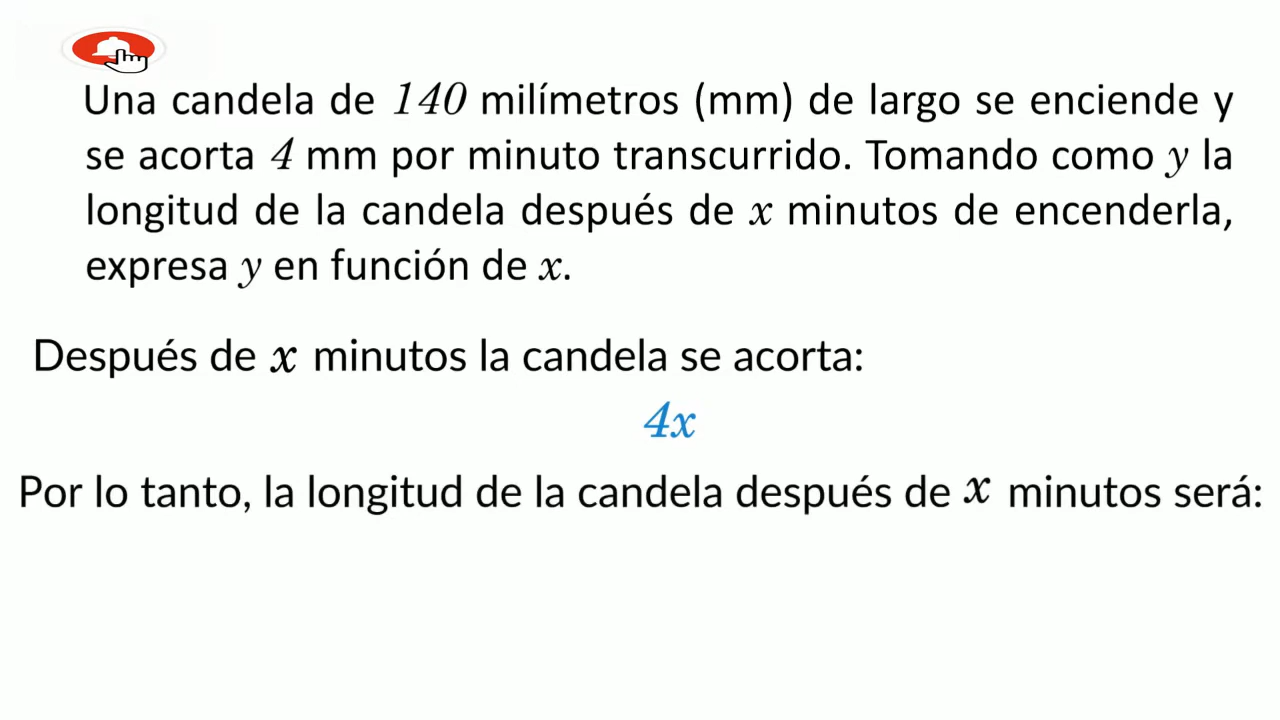 Una candela de 140 milímetros (mm) de largo se enciende y
se acorta 4 mm por minuto transcurrido. Tomando como y la
longitud de la candela después de x minutos de encenderla,
expresa y en función de x.
Después de x minutos la candela se acorta:
4x
Por lo tanto, la longitud de la candela después de x minutos será: